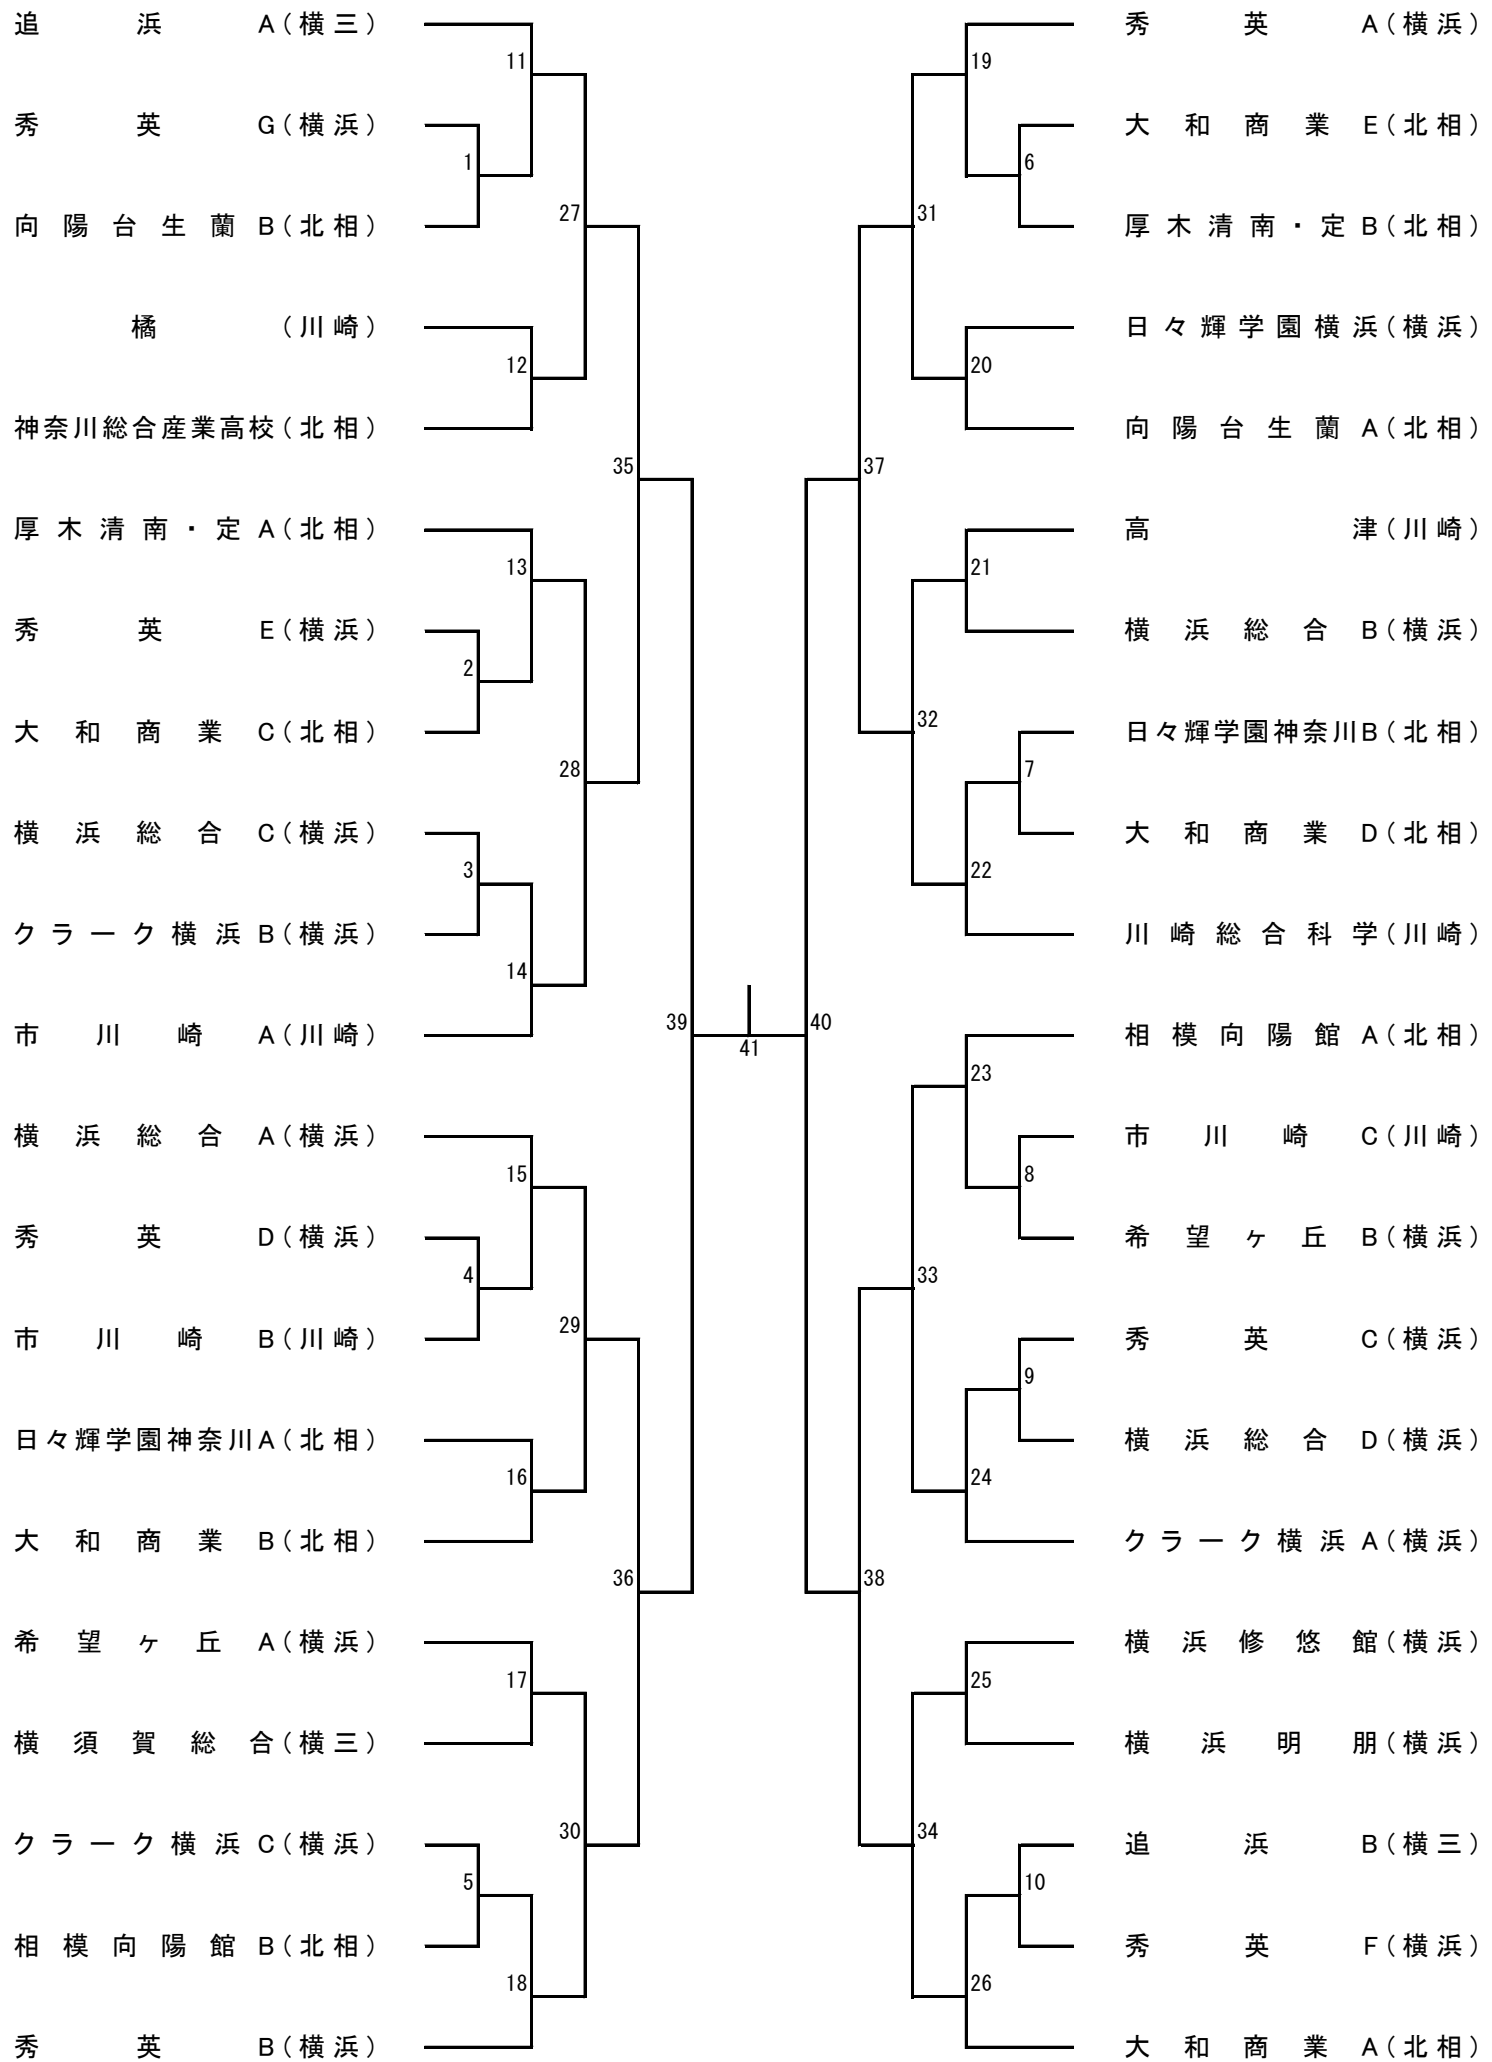 追浜A(横三)
11
秀英G(横浜)
1
向陽台生蘭B(北相)
27
橘(川崎)
12
神奈川総合産業高校(北相)
35
厚木清南・定A(北相)
13
秀英E(横浜)
2
大和商業C(北相)
28
横浜総合C(横浜)
3
クラーク横浜B(横浜)
14
市川崎A(川崎)
39
41
横浜総合A(横浜)
15
秀英D(横浜)
4
市川崎B(川崎)
29
日々輝学園神奈川A(北相)
16
大和商業B(北相)
36
希望ヶ丘A(横浜)
17
横須賀総合(横三)
30
クラーク横浜C(横浜)
5
相模向陽館B(北相)
18
秀英B(横浜)
秀英A(横浜)
19
大和商業E(北相)
6
厚木清南・定B(北相)
31
日々輝学園横浜(横浜)
20
向陽台生蘭A(北相)
37
高津(川崎)
21
横浜総合B(横浜)
32
日々輝学園神奈川B(北相)
7
大和商業D(北相)
22
川崎総合科学(川崎)
40
相模向陽館A(北相)
23
市川崎C(川崎)
8
希望ヶ丘B(横浜)
33
秀英C(横浜)
9
横浜総合D(横浜)
24
クラーク横浜A(横浜)
38
横浜修悠館(横浜)
25
横浜明朋(横浜)
34
追浜B(横三)
10
秀英F(横浜)
26
大和商業A(北相)